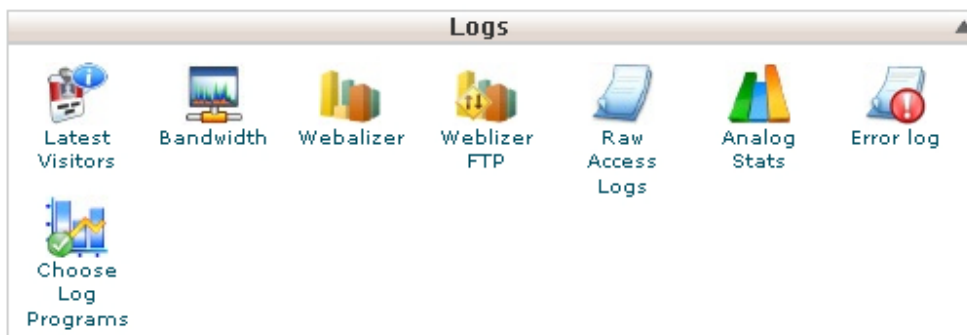 Logs
Latest
Visitors
Bandwidth
Webalizer
Weblizer
FTP
Raw
Access
Logs
Analog
Stats
Error log
Choose
Log
Programs